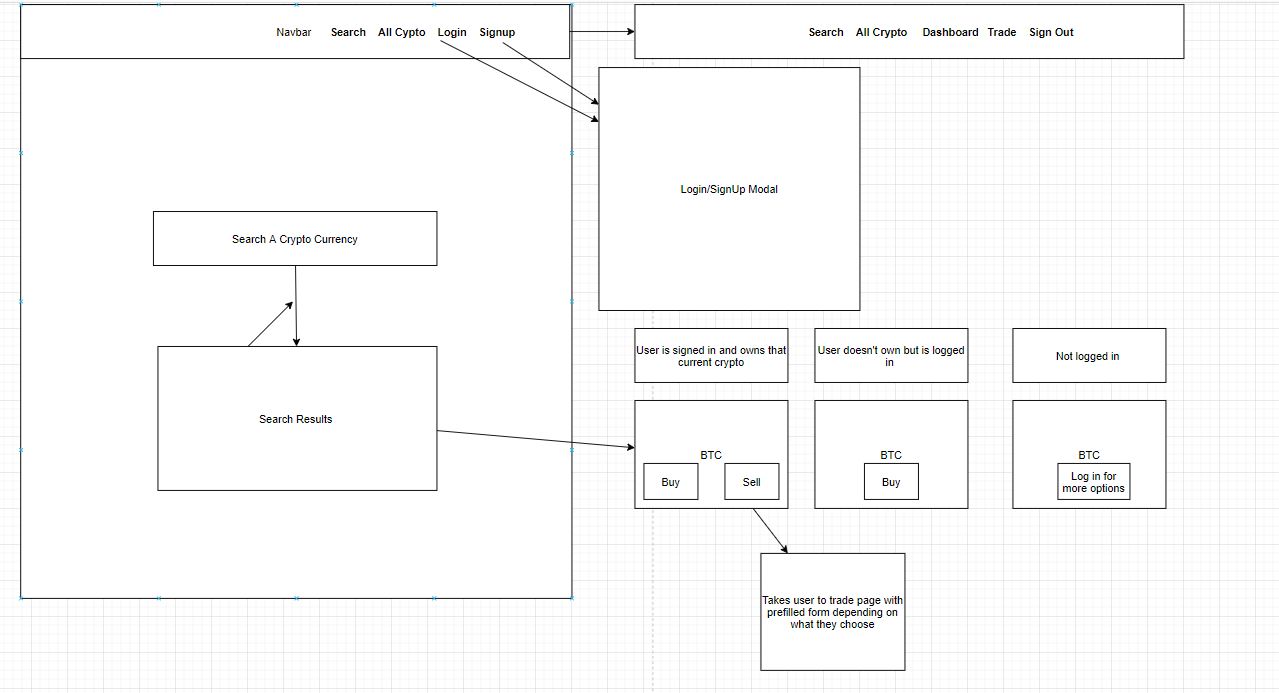 Navbar Search All Cypto Login Signup
Search All Crypto Dashboard Trade Sign Out
Login/SignUp Modal
Search A Crypto Currency
Search Results
User is signed in and owns that
current crypto
User doesn't own but is logged
in
Not logged in
BTC
Buy
Sell
BTC
Buy
BTC
Log in for
more options
Takes user to trade page with
prefilled form depending on
what they choose